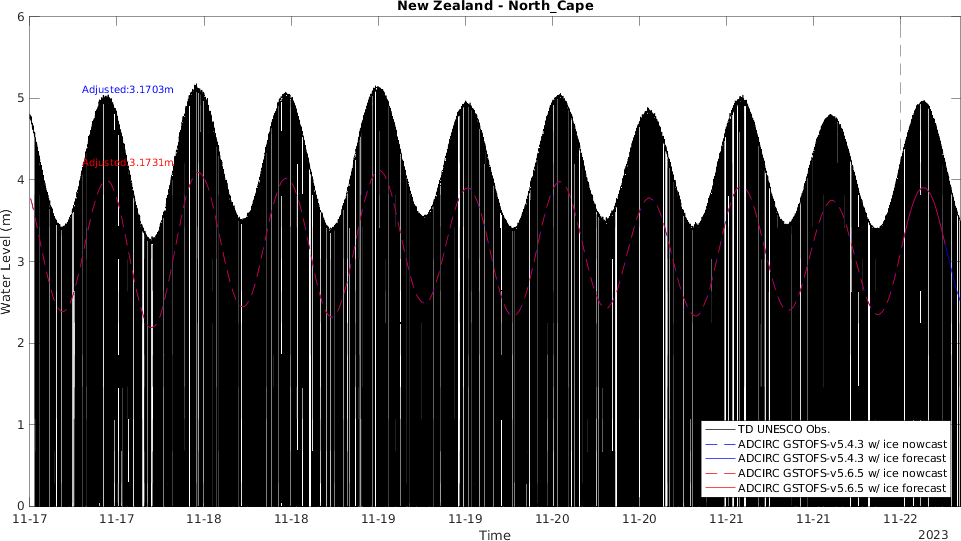 New Zealand - North_Cape
6
5
4
3
2
1
0
Water Level (m)
Adjusted:3.1703m
Adjusted:3.1731m
TD UNESCO Obs.
ADCIRC GSTOFS-v5.4.3 w/ ice nowcast
ADCIRC GSTOFS-v5.4.3 w/ ice forecast
ADCIRC GSTOFS-v5.6.5 w/ ice nowcast
ADCIRC GSTOFS-v5.6.5 w/ ice forecast
11-17 11-17 11-18 11-18 11-19 11-19 11-20 11-20 11-21 11-21 11-22
Time
2023